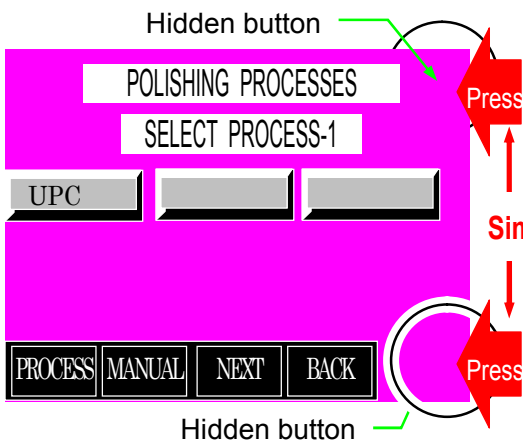 Hidden button
POLISHING PROCESSES
Press
SELECT PROCESS-1
UPC
PROCESS MANUAL NEXT BACK
Press
Hidden button